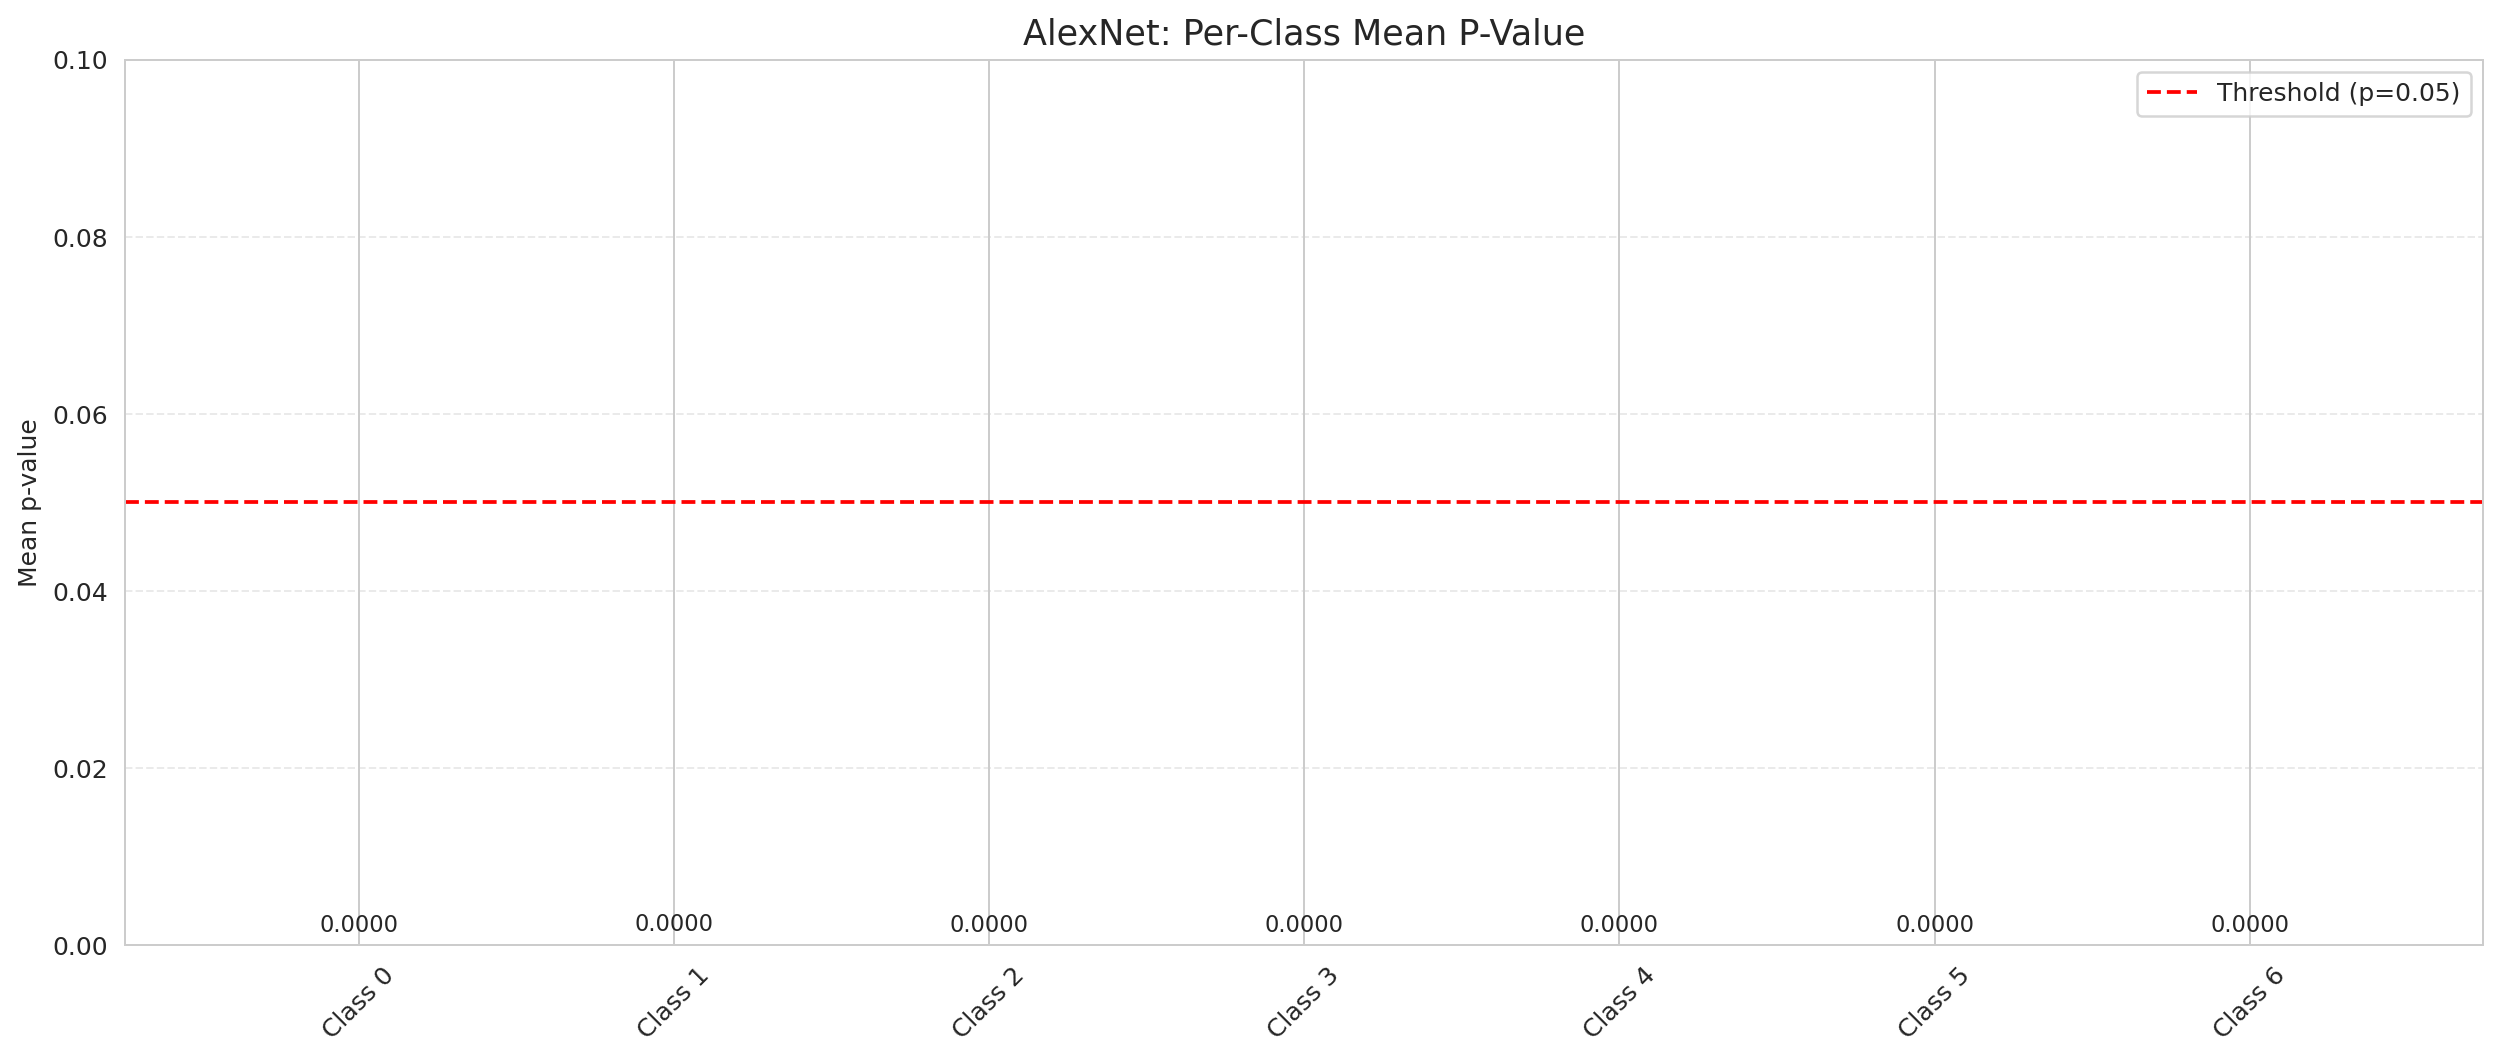 AlexNet: Per-Class Mean P-Value
0.10
0.08
0.06
0.04
0.02
0.00
Mean p-value
Threshold (p=0.05)
0.0000 0.0000 0.0000 0.0000 0.0000 0.0000 0.0000
Class 0 Class 1 Class 2 Class 3 Class 4 Class 5 Class 6